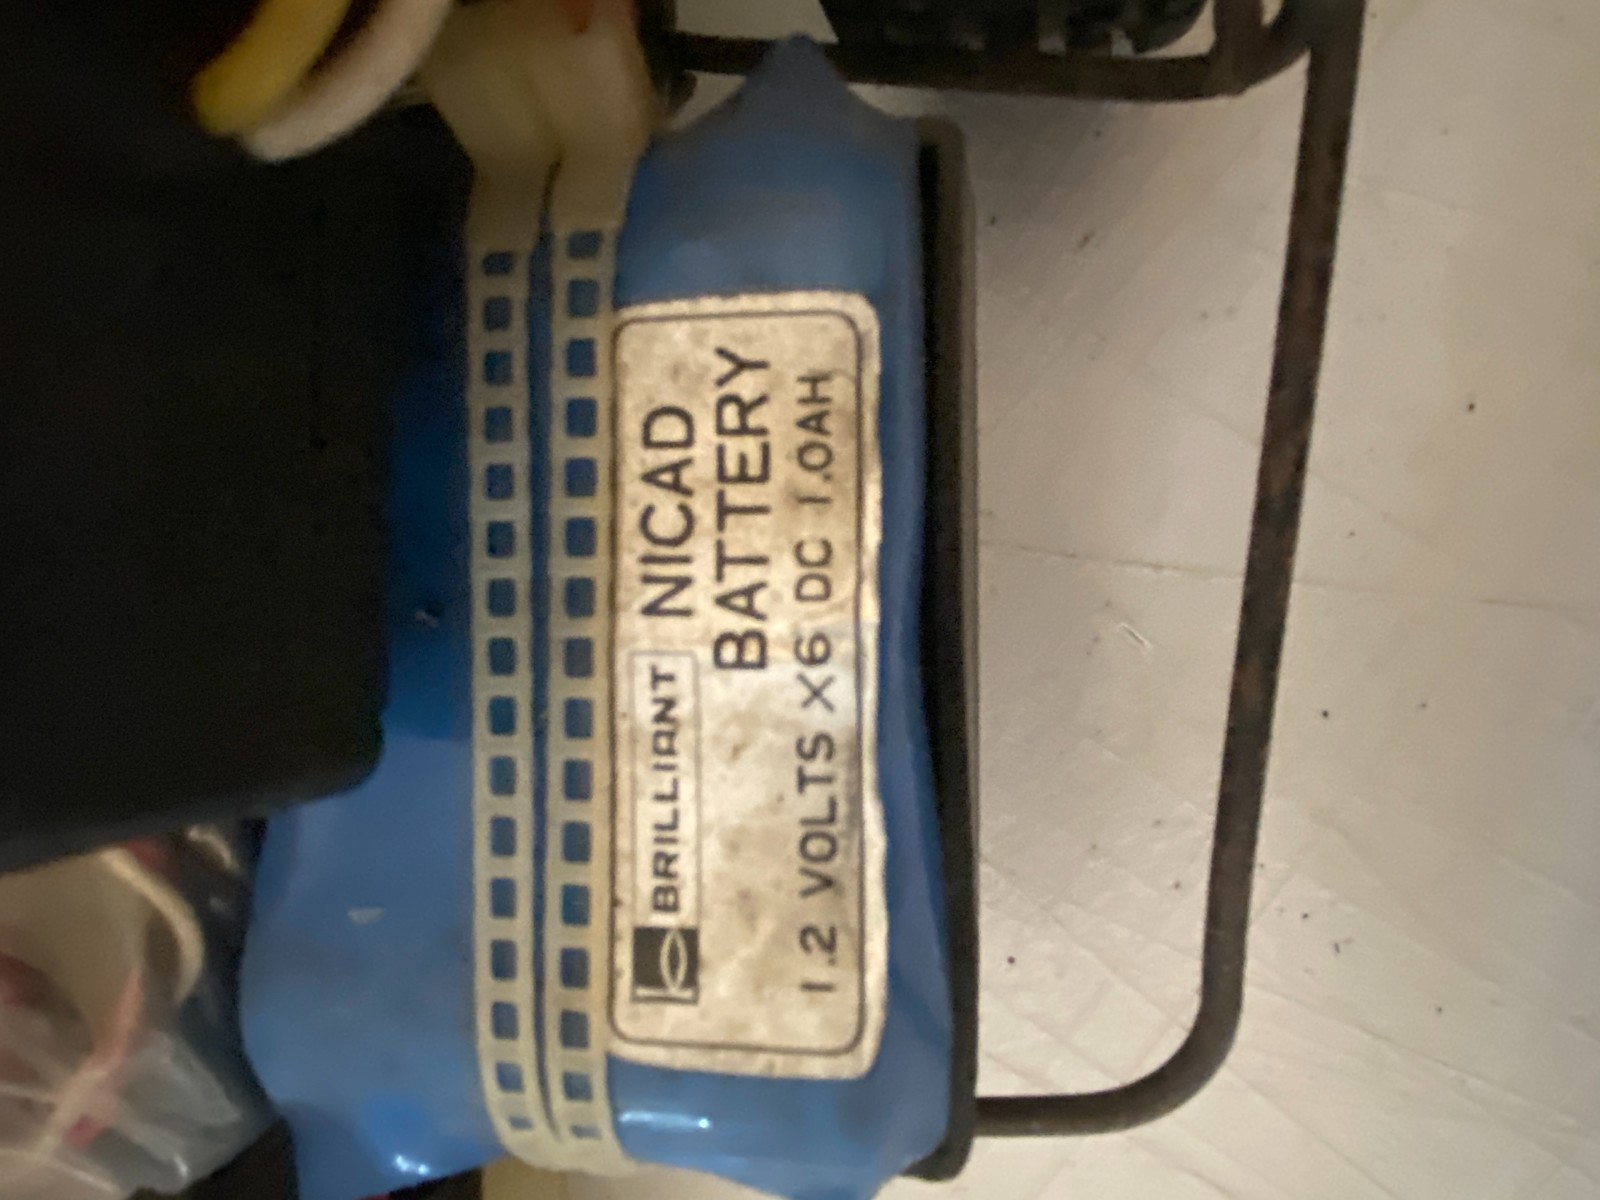 BRILLIANT NICAD
BATTERY
1.2 VOLTS X6 DC 1.0AH